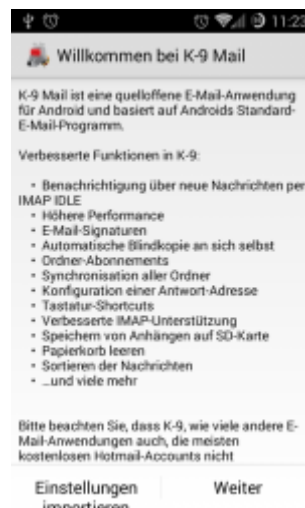 11:23
Willkommen bei K-9 Mail
K-9 Mail ist eine quelloffene E-Mail-Anwendung
für Android und basiert auf Androids Standard-
E-Mail-Programm.
Verbesserte Funktionen in K-9:
• Benachrichtigung über neue Nachrichten per
IMAP IDLE
• Höhere Performance
• E-Mail-Signaturen
• Automatische Blindkopie an sich selbst
• Ordner-Abonnements
• Synchronisation aller Ordner
• Konfiguration einer Antwort-Adresse
• Tastatur-Shortcuts
• Verbesserte IMAP-Unterstützung
• Speichern von Anhängen auf SD-Karte
• Papierkorb leeren
• Sortieren der Nachrichten
• …und viele mehr
Bitte beachten Sie, dass K-9, wie viele andere E-
Mail-Anwendungen auch, die meisten
kostenlosen Hotmail-Accounts nicht
Einstellungen
importieren
Weiter